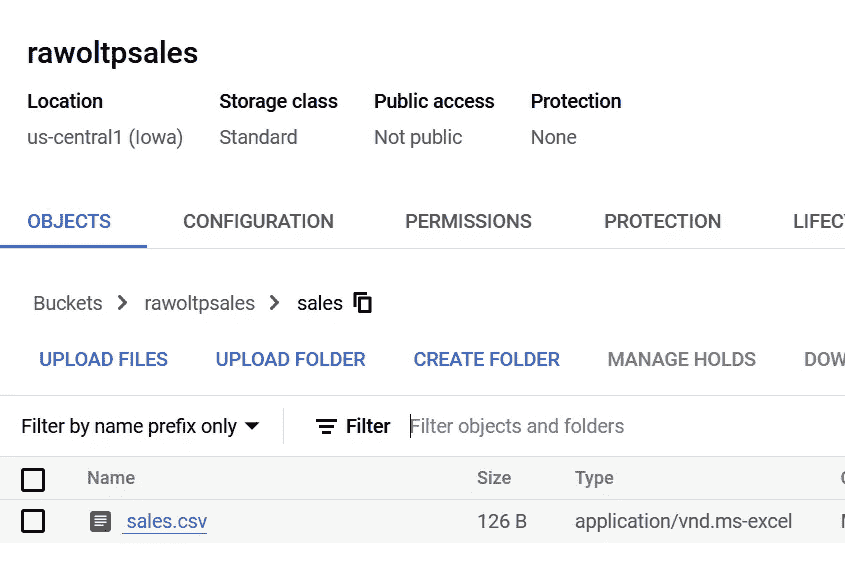 rawoltpsales
Location Storage class Public access Protection
us-central1 (Iowa) Standard Not public None
OBJECTS CONFIGURATION PERMISSIONS PROTECTION LIFEC
Buckets rawoltpsales sales
UPLOAD FILES UPLOAD FOLDER CREATE FOLDER MANAGE HOLDS DOW
Filter by name prefix only Filter Filter objects and folders
Name Size Type
sales.csv 126 B application/vnd.ms-excel